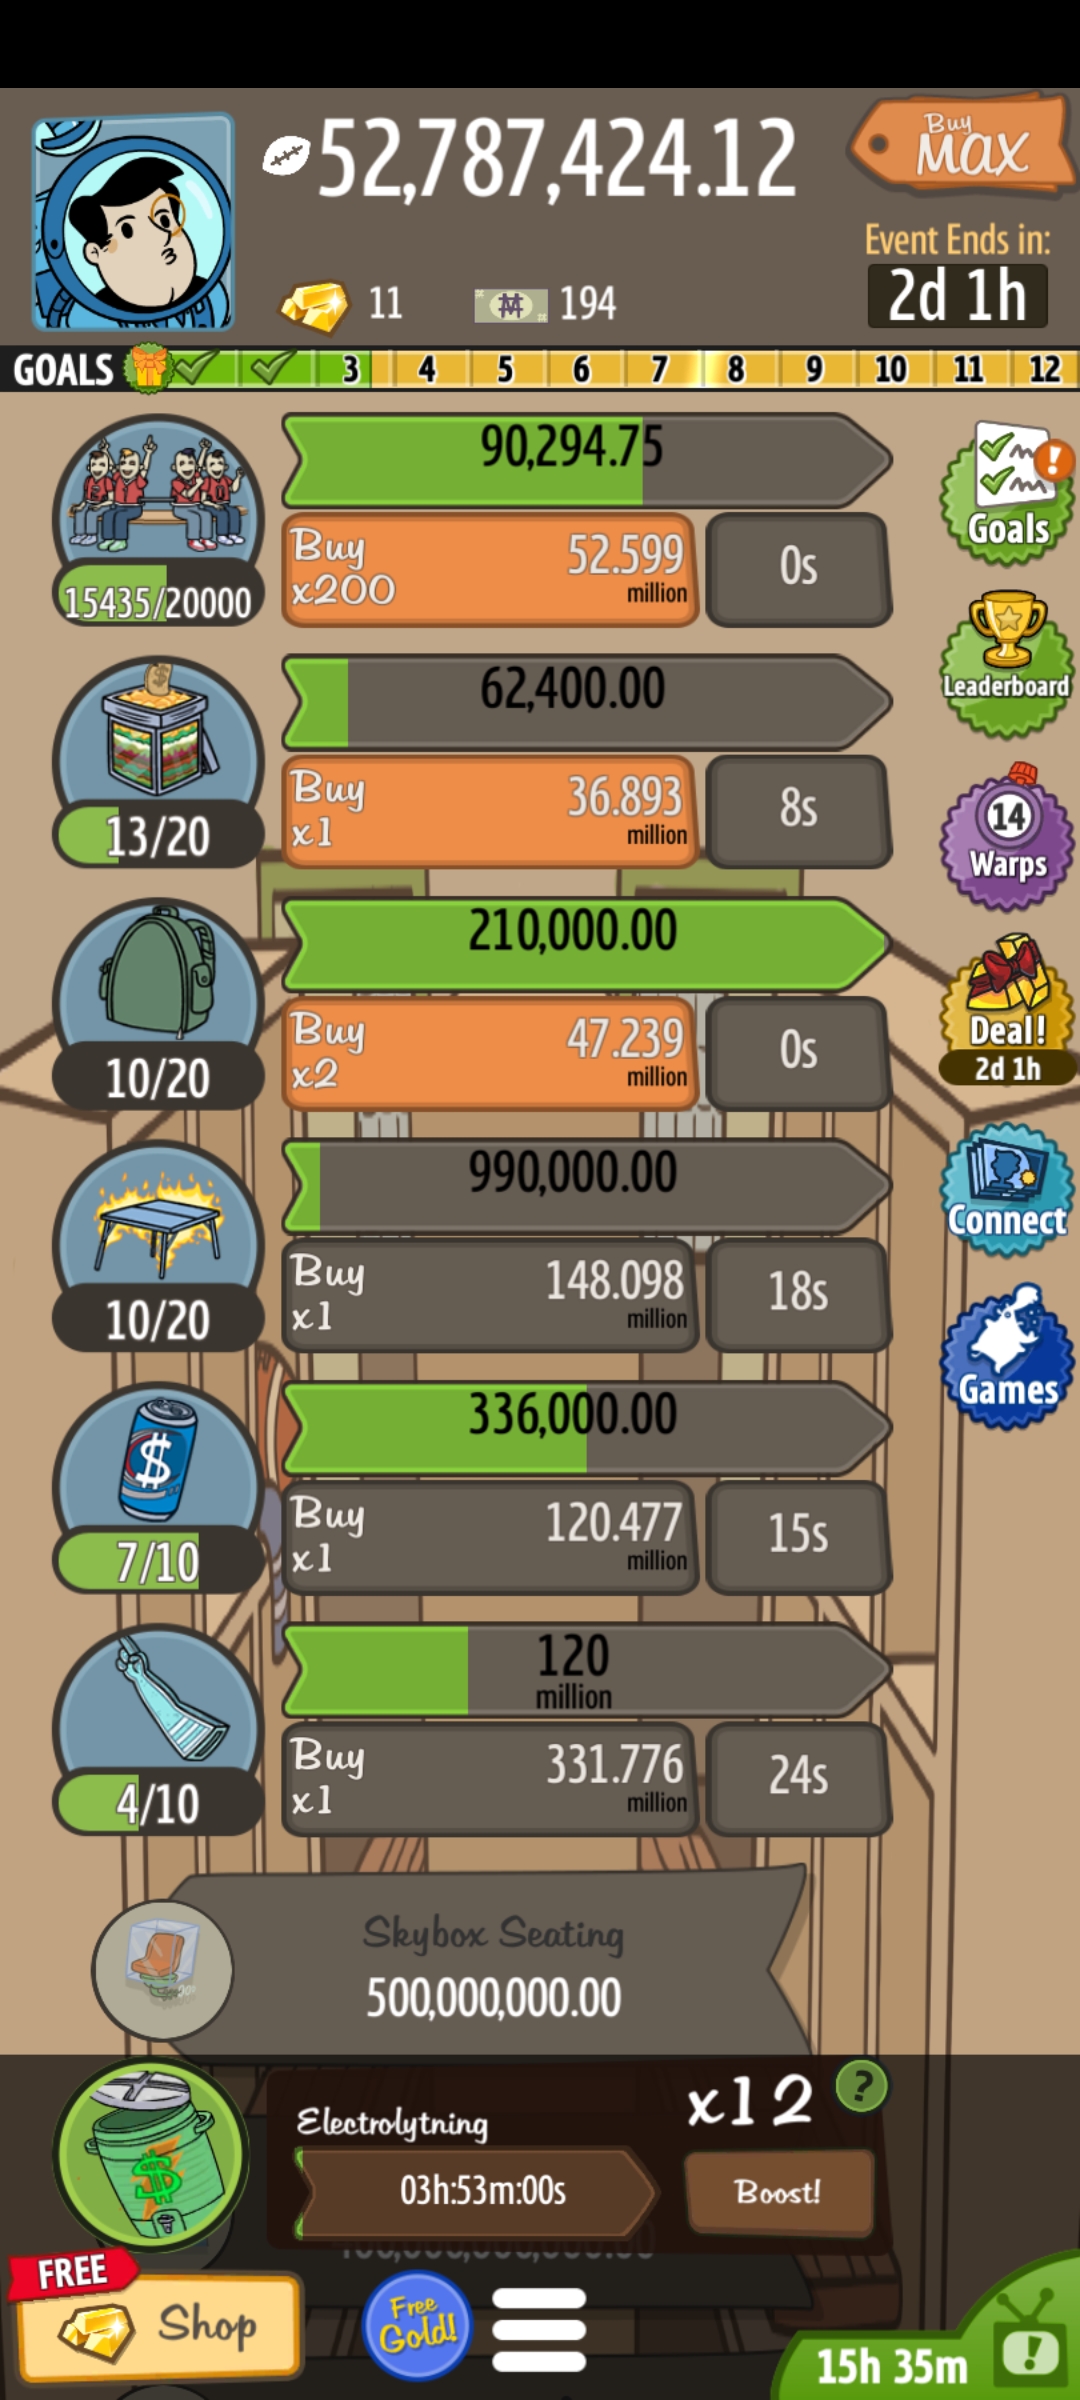 52,787,424.12
Buy
MAX
Event Ends in:
2d 1h
11
194
GOALS 3 4 5 6 7 8 9 10 11 12
90,294.75
Buy
x200
52.599
million
0s
15435/20000
Goals
Leaderboard
62,400.00
Buy
x1
36.893
million
8s
13/20
14
Warps
210,000.00
Buy
x2
47.239
million
0s
10/20
Deal!
2d 1h
990,000.00
Buy
x1
148.098
million
18s
10/20
Connect
336,000.00
Buy
x1
120.477
million
15s
$
7/10
Games
120
million
Buy
x1
331.776
million
24s
4/10
Skybox Seating
500,000,000.00
Electrolytning
x12
?
03h:53m:00s
Boost!
$
FREE
Shop
Free
Gold!
15h 35m